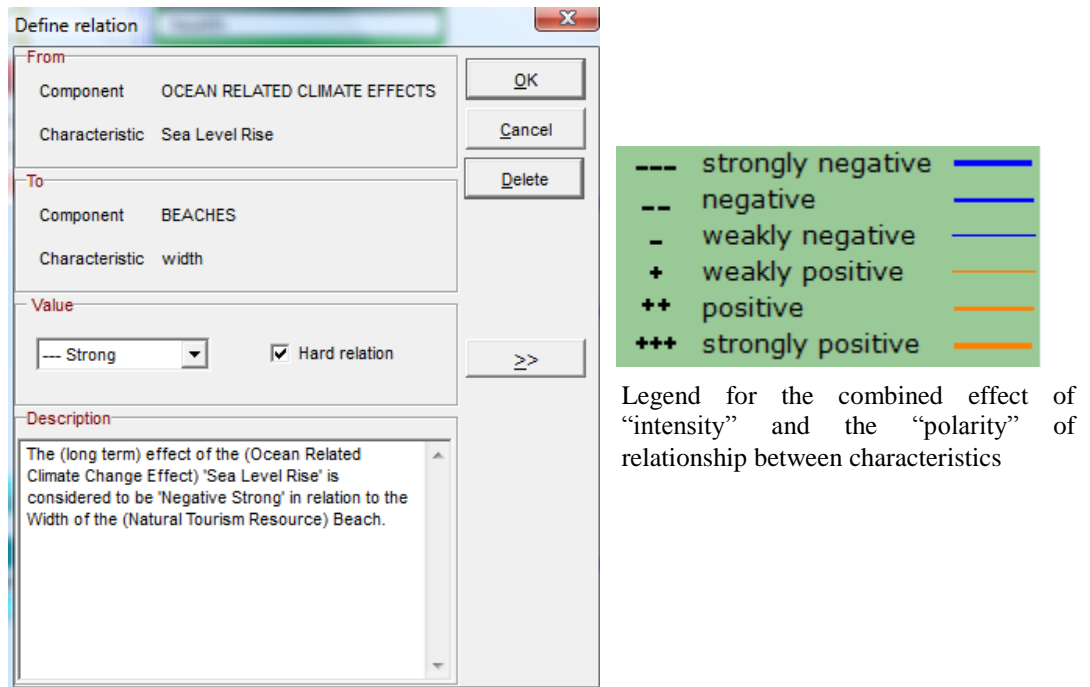 Define relation
From
Component OCEAN RELATED CLIMATE EFFECTS
Characteristic Sea Level Rise
To
Component BEACHES
Characteristic width
Value
--- Strong
Hard relation
Description
The (long term) effect of the (Ocean Related
Climate Change Effect) 'Sea Level Rise' is
considered to be 'Negative Strong' in relation to the
Width of the (Natural Tourism Resource) Beach.
OK
Cancel
Delete
>>
--- strongly negative
-- negative
- weakly negative
+ weakly positive
++ positive
+++ strongly positive
Legend for the combined effect of
“intensity” and the “polarity” of
relationship between characteristics